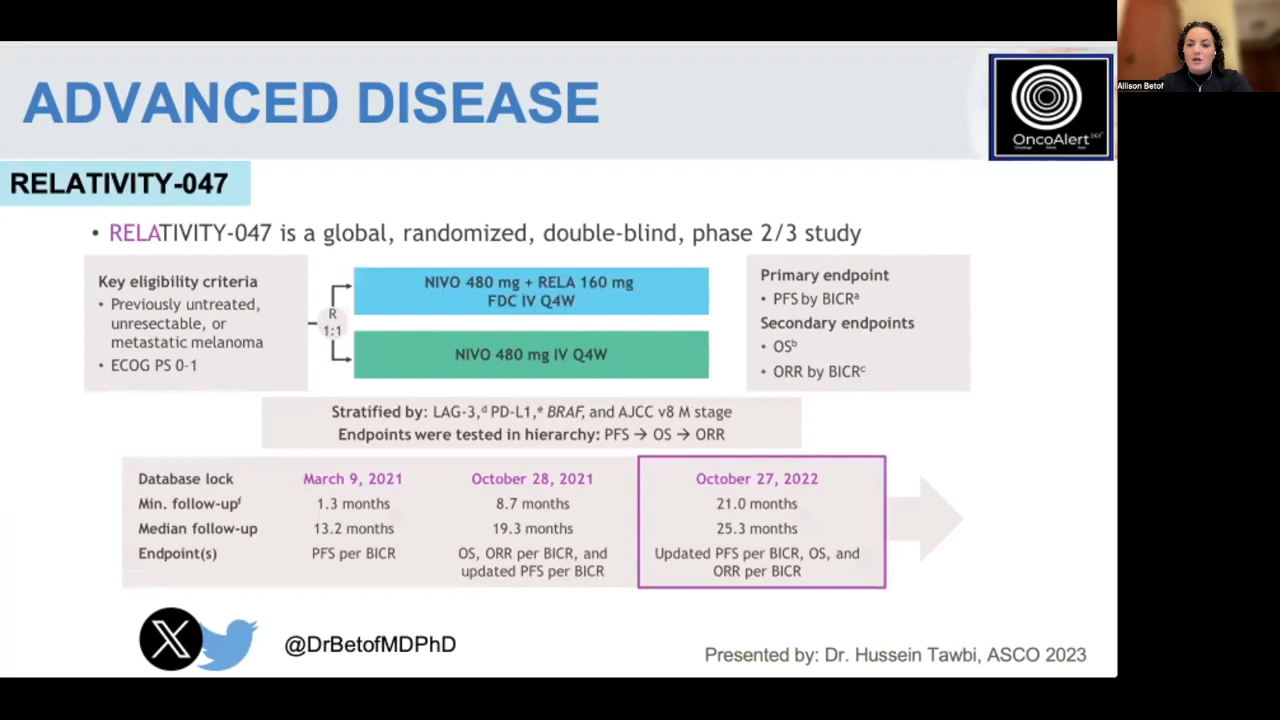 ADVANCED DISEASE
OncoAlert
Allison Betof
RELATIVITY-047
• RELATIVITY-047 is a global, randomized, double-blind, phase 2/3 study
Key eligibility criteria
• Previously untreated,
unresectable, or
metastatic melanoma
• ECOG PS 0-1
R
1:1
NIVO 480 mg + RELA 160 mg
FDC IV Q4W
NIVO 480 mg IV Q4W
Primary endpoint
• PFS by BICRᵃ
Secondary endpoints
• OSᵇ
• ORR by BICRᶜ
Stratified by: LAG-3,ᵈ PD-L1,ᵉ BRAF, and AJCC v8 M stage
Endpoints were tested in hierarchy: PFS → OS → ORR
Database lock March 9, 2021 October 28, 2021 October 27, 2022
Min. follow-upᶠ 1.3 months 8.7 months 21.0 months
Median follow-up 13.2 months 19.3 months 25.3 months
Endpoint(s) PFS per BICR OS, ORR per BICR, and Updated PFS per BICR, OS, and
updated PFS per BICR ORR per BICR
@DrBetofMDPhD
Presented by: Dr. Hussein Tawbi, ASCO 2023